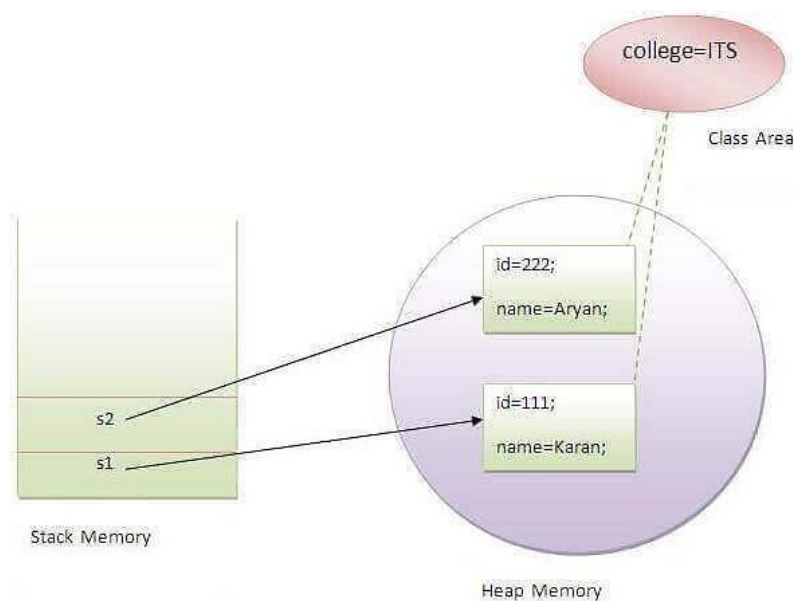 college=ITS
Class Area
id=222;
name=Aryan;
s2
id=111;
name=Karan;
s1
Stack Memory
Heap Memory